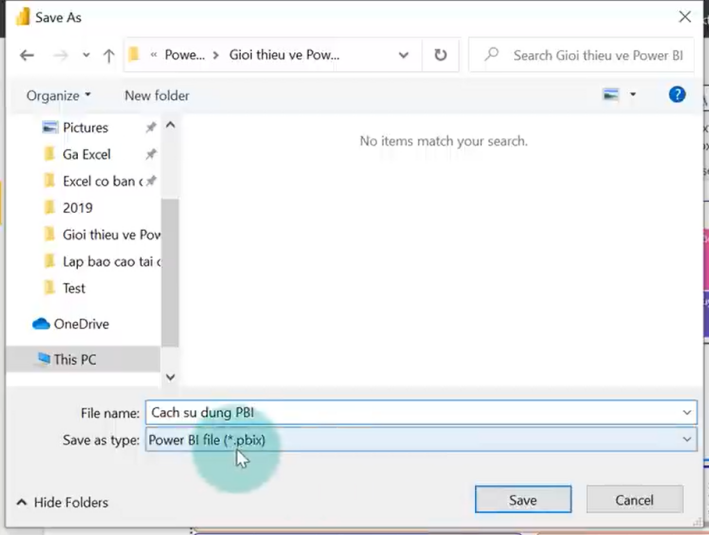 Save As
« Powe... > Gioi thieu ve Pow...
Search Gioi thieu ve Power BI
Organize
New folder
Pictures
Ga Excel
Excel co ban c
2019
Gioi thieu ve Pow
Lap bao cao tai c
Test
OneDrive
This PC
No items match your search.
File name: Cach su dung PBI
Save as type: Power BI file (*.pbix)
Hide Folders
Save
Cancel